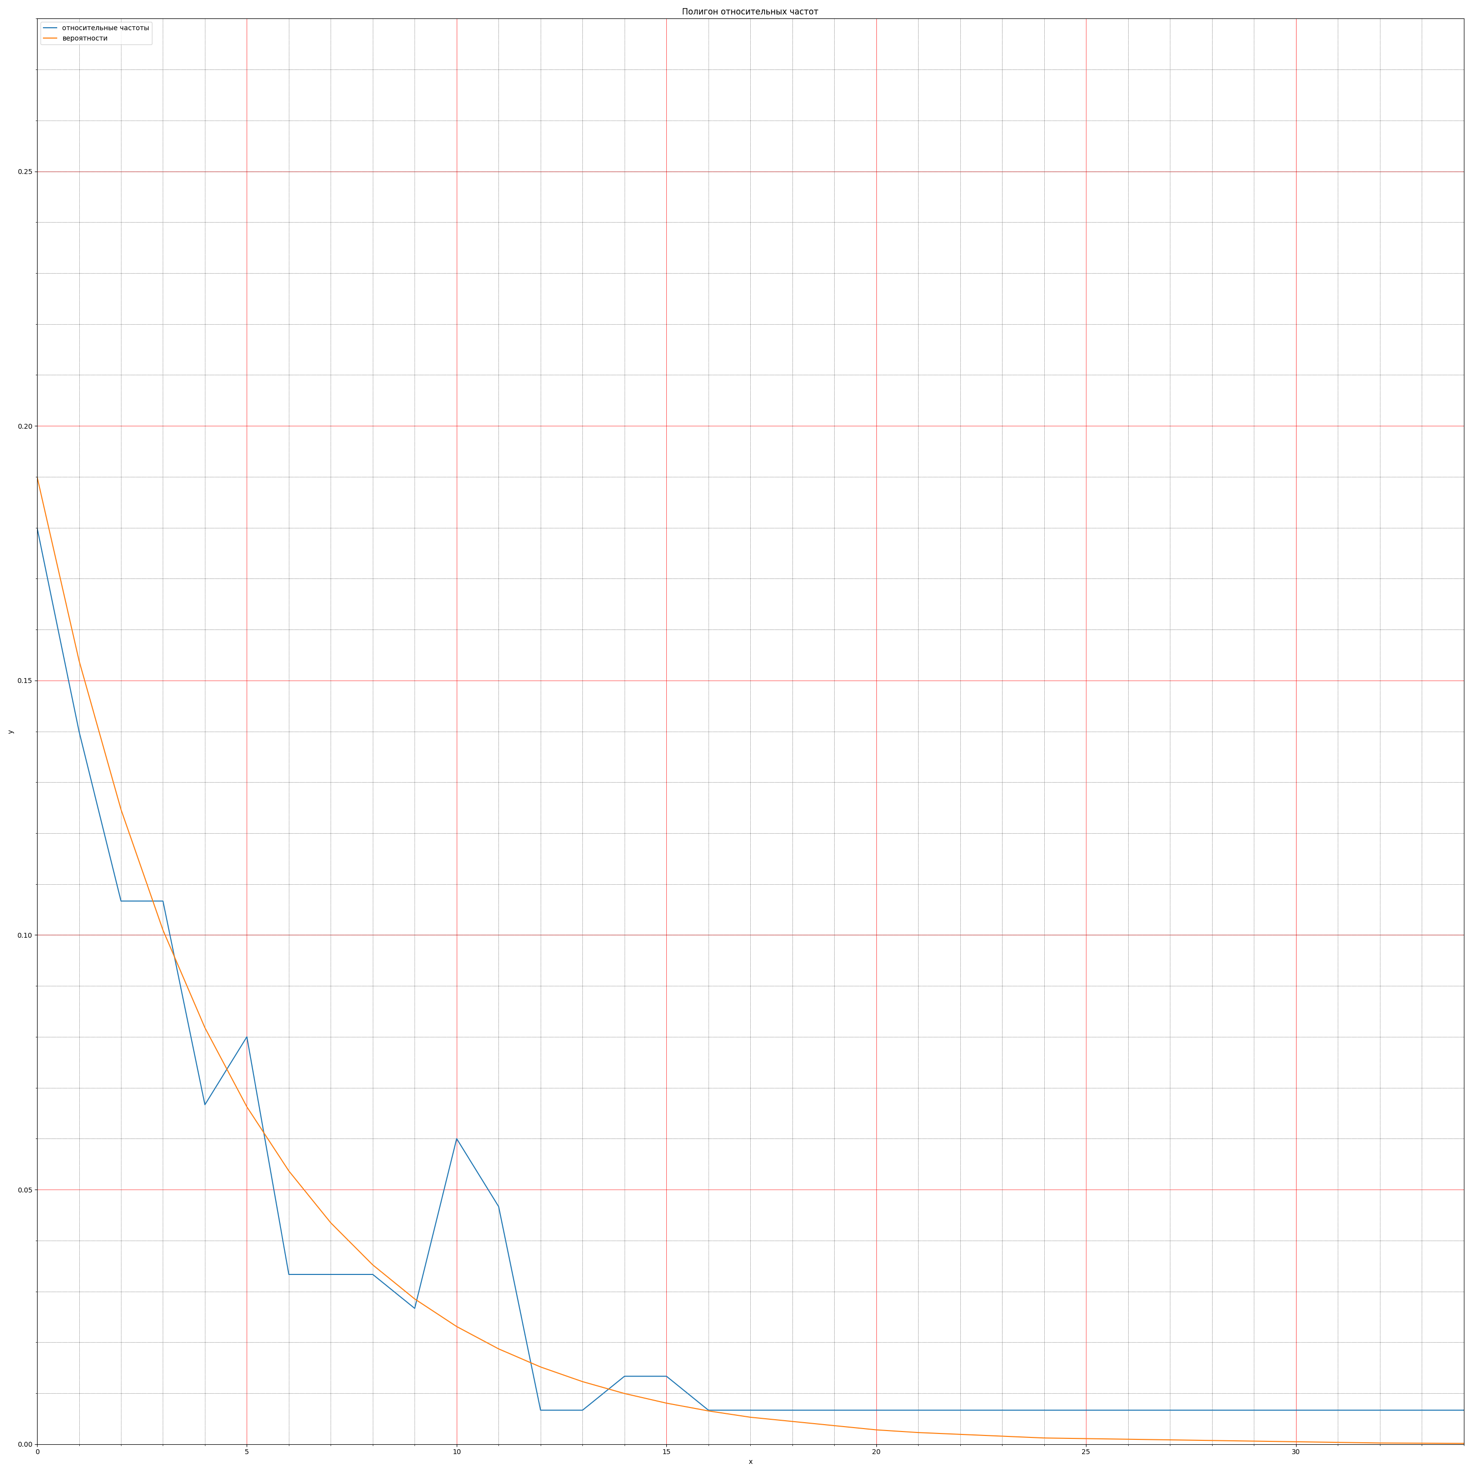 Полигон относительных частот
относительные частоты
вероятности
0.25
0.20
0.15
y
0.10
0.05
0.00
0 5 10 15 20 25 30
x